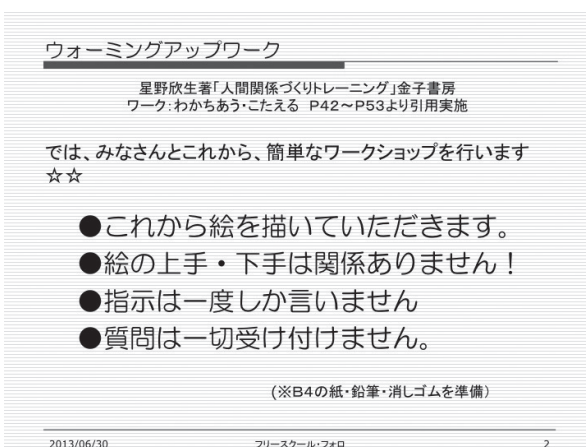 ウォーミングアップワーク
星野欣生著「人間関係づくりトレーニング」金子書房
ワーク：わかちあう・こたえる P42～P53より引用実施
では、みなさんとこれから、簡単なワークショップを行います
☆☆
●これから絵を描いていただきます。
●絵の上手・下手は関係ありません！
●指示は一度しか言いません
●質問は一切受け付けません。
(※B4の紙・鉛筆・消しゴムを準備)
2013/06/30 フリースクール・フォロ 2